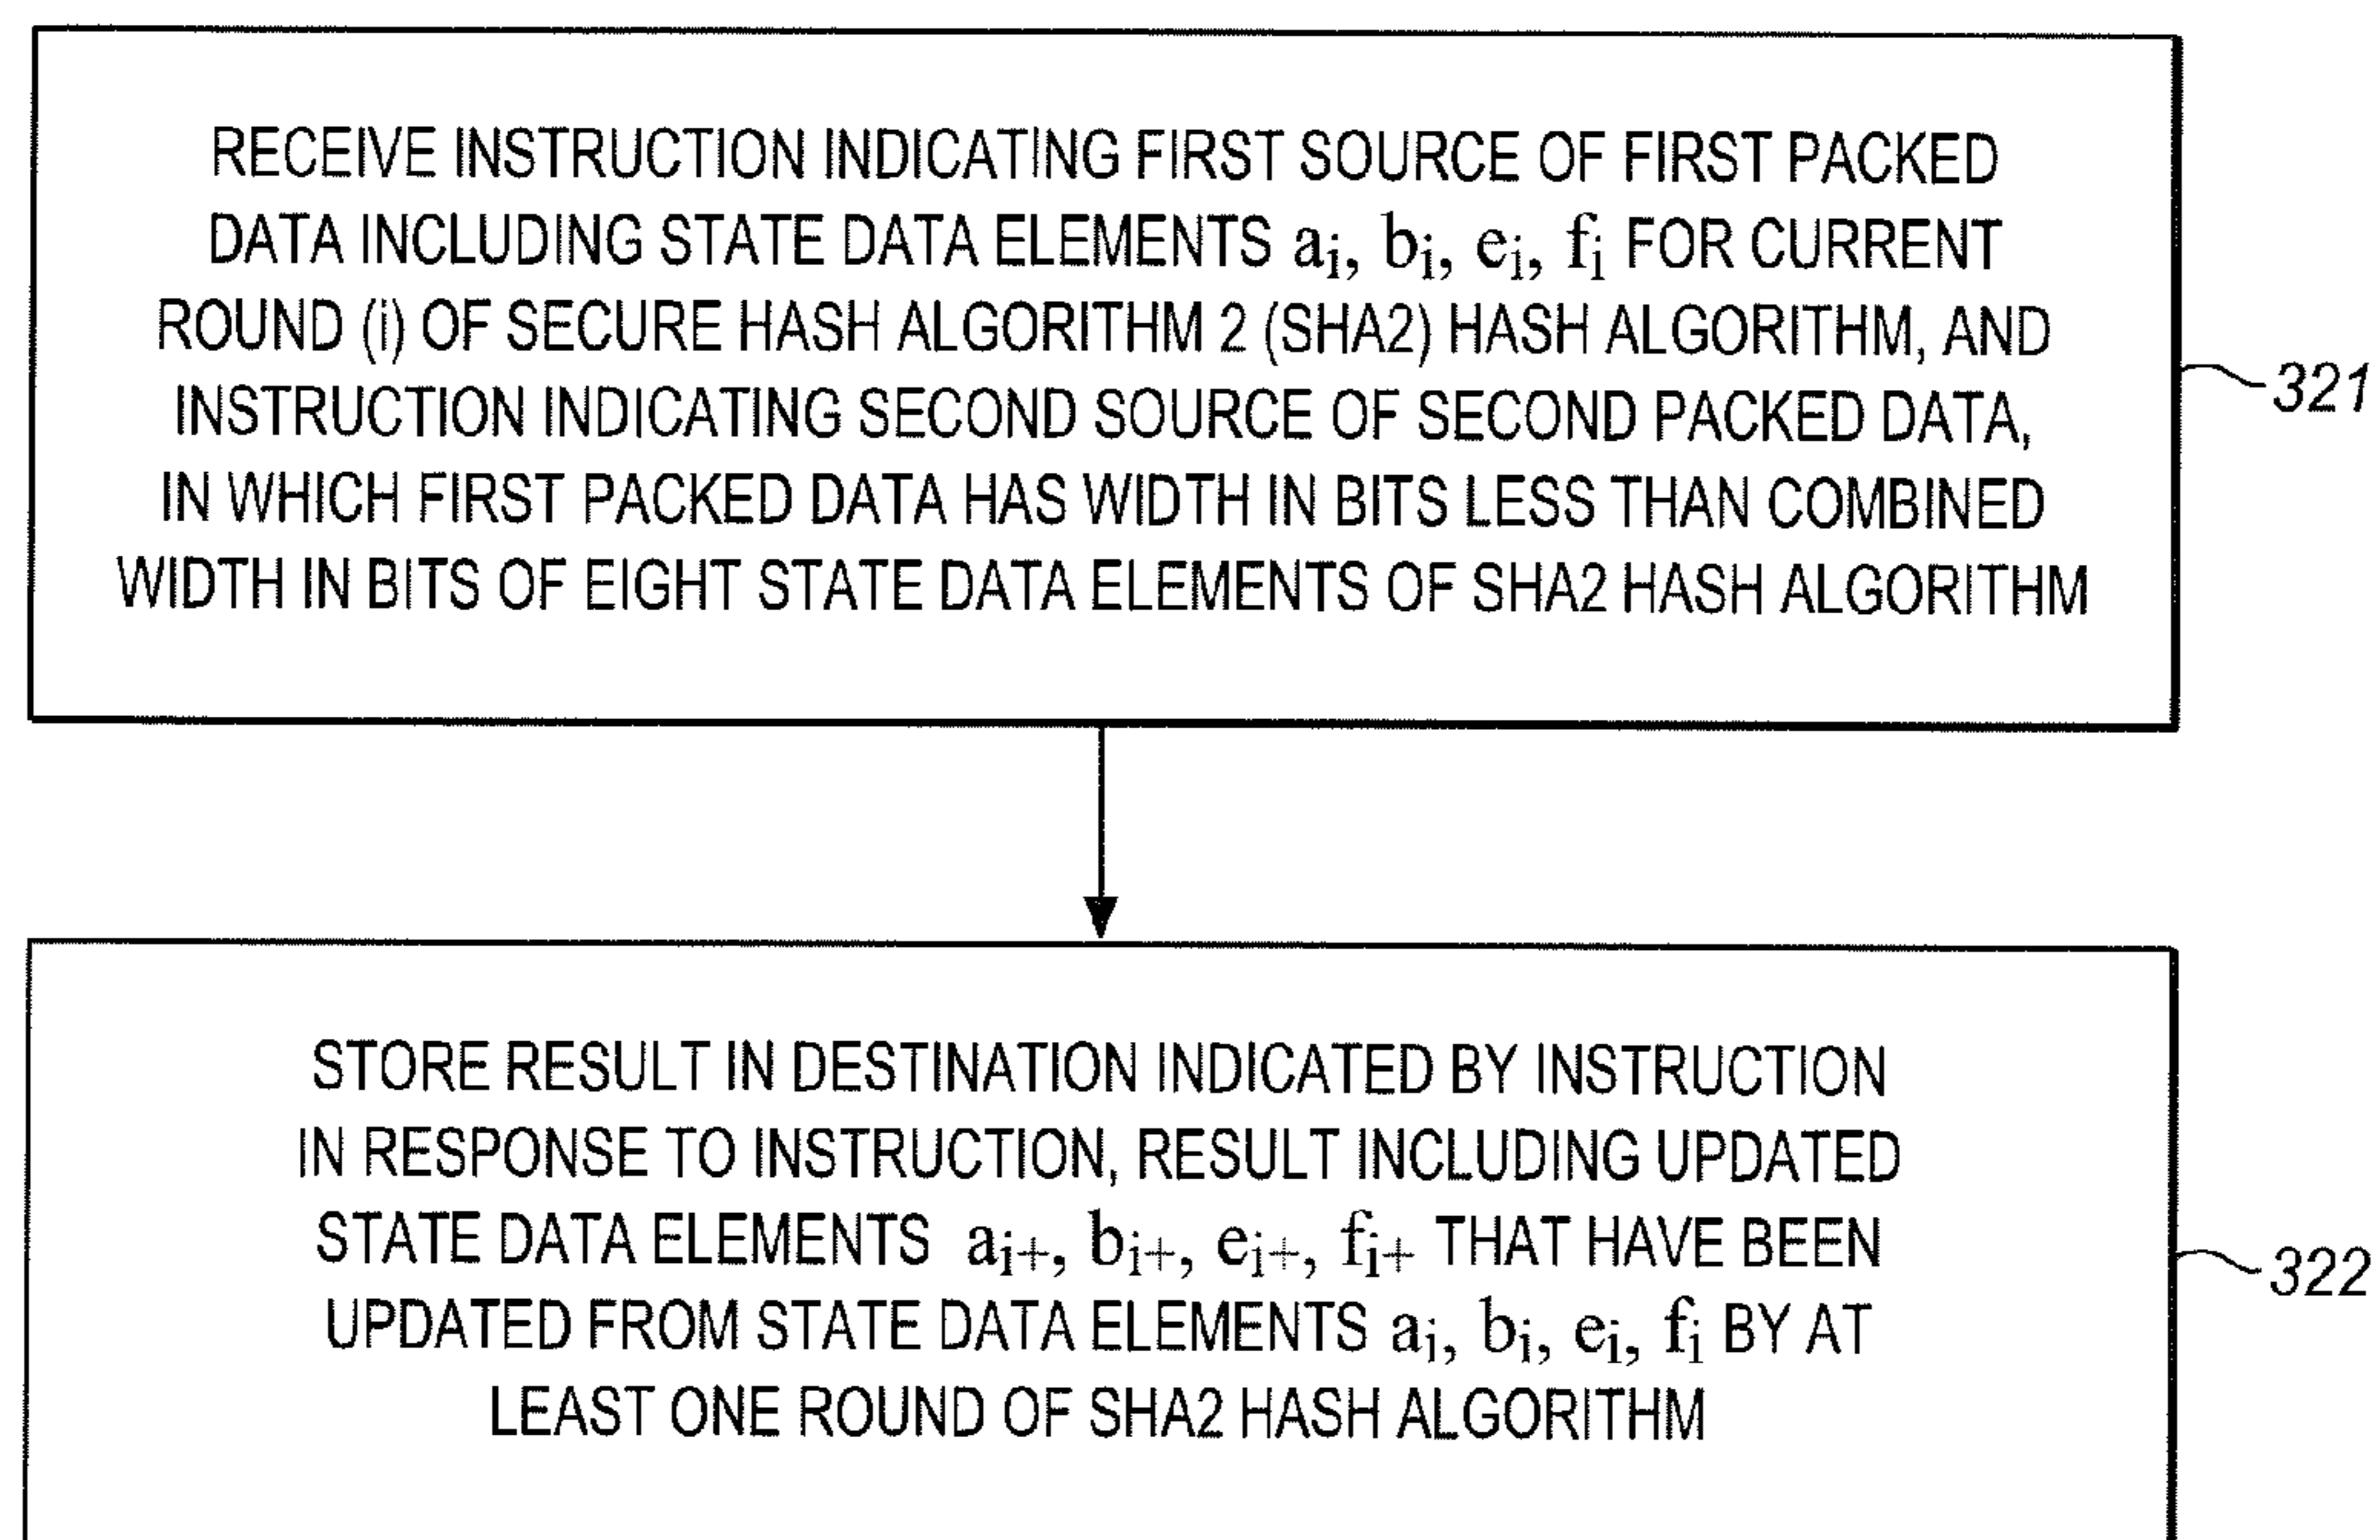 RECEIVE INSTRUCTION INDICATING FIRST SOURCE OF FIRST PACKED
DATA INCLUDING STATE DATA ELEMENTS aᵢ, bᵢ, eᵢ, fᵢ FOR CURRENT
ROUND (i) OF SECURE HASH ALGORITHM 2 (SHA2) HASH ALGORITHM, AND
INSTRUCTION INDICATING SECOND SOURCE OF SECOND PACKED DATA,
IN WHICH FIRST PACKED DATA HAS WIDTH IN BITS LESS THAN COMBINED
WIDTH IN BITS OF EIGHT STATE DATA ELEMENTS OF SHA2 HASH ALGORITHM
321
STORE RESULT IN DESTINATION INDICATED BY INSTRUCTION
IN RESPONSE TO INSTRUCTION, RESULT INCLUDING UPDATED
STATE DATA ELEMENTS aᵢ₊, bᵢ₊, eᵢ₊, fᵢ₊ THAT HAVE BEEN
UPDATED FROM STATE DATA ELEMENTS aᵢ, bᵢ, eᵢ, fᵢ BY AT
LEAST ONE ROUND OF SHA2 HASH ALGORITHM
322